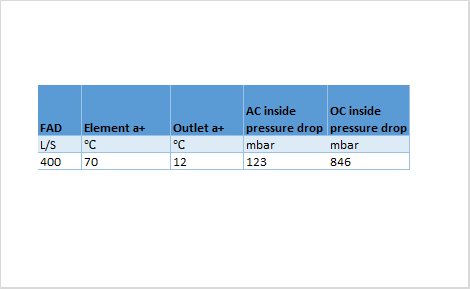 AC inside OC inside
FAD Element a+ Outlet a+ pressure drop pressure drop
L/S °C °C mbar mbar
400 70 12 123 846